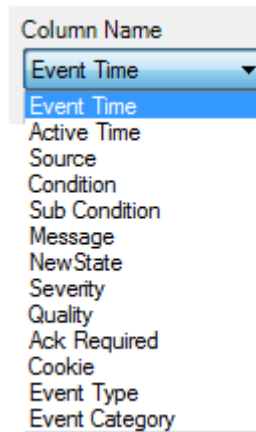 Column Name
Event Time
Event Time
Active Time
Source
Condition
Sub Condition
Message
NewState
Severity
Quality
Ack Required
Cookie
Event Type
Event Category